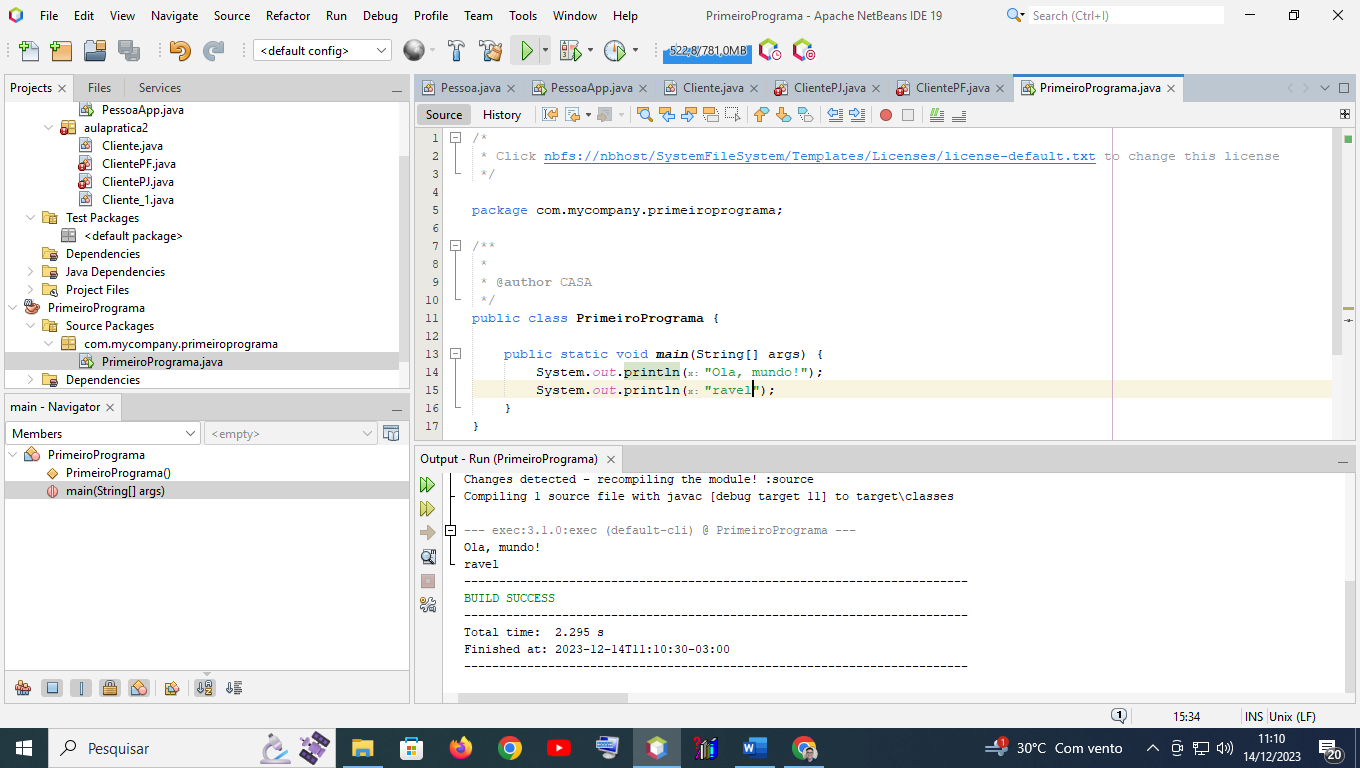 File Edit View Navigate Source Refactor Run Debug Profile Team Tools Window Help PrimeiroPrograma - Apache NetBeans IDE 19 Search (Ctrl+I)
<default config> 522,8/781,0MB
Projects Files Services
PessoaApp.java
aulapratica2
Cliente.java
ClientePF.java
ClientePJ.java
Cliente_1.java
Test Packages
<default package>
Dependencies
Java Dependencies
Project Files
PrimeiroPrograma
Source Packages
com.mycompany.primeiroprograma
PrimeiroPrograma.java
Dependencies
main - Navigator
Members <empty>
PrimeiroPrograma
PrimeiroPrograma()
main(String[] args)
Pessoa.java PessoaApp.java Cliente.java ClientePJ.java ClientePF.java PrimeiroPrograma.java
Source History
1 /*
2 * Click nbfs://nbhost/SystemFileSystem/Templates/Licenses/license-default.txt to change this license
3 */
4
5 package com.mycompany.primeiroprograma;
6
7 /**
8 *
9 * @author CASA
10 */
11 public class PrimeiroPrograma {
12
13 public static void main(String[] args) {
14 System.out.println(x: "Ola, mundo!");
15 System.out.println(x: "ravel");
16 }
17 }
Output - Run (PrimeiroPrograma)
Changes detected - recompiling the module! :source
Compiling 1 source file with javac [debug target 11] to target\classes
--- exec:3.1.0:exec (default-cli) @ PrimeiroPrograma ---
Ola, mundo!
ravel
------------------------------------------------------------------------
BUILD SUCCESS
------------------------------------------------------------------------
Total time: 2.295 s
Finished at: 2023-12-14T11:10:30-03:00
------------------------------------------------------------------------
1 15:34 INS Unix (LF)
Pesquisar 1 30°C Com vento 11:10
14/12/2023 20